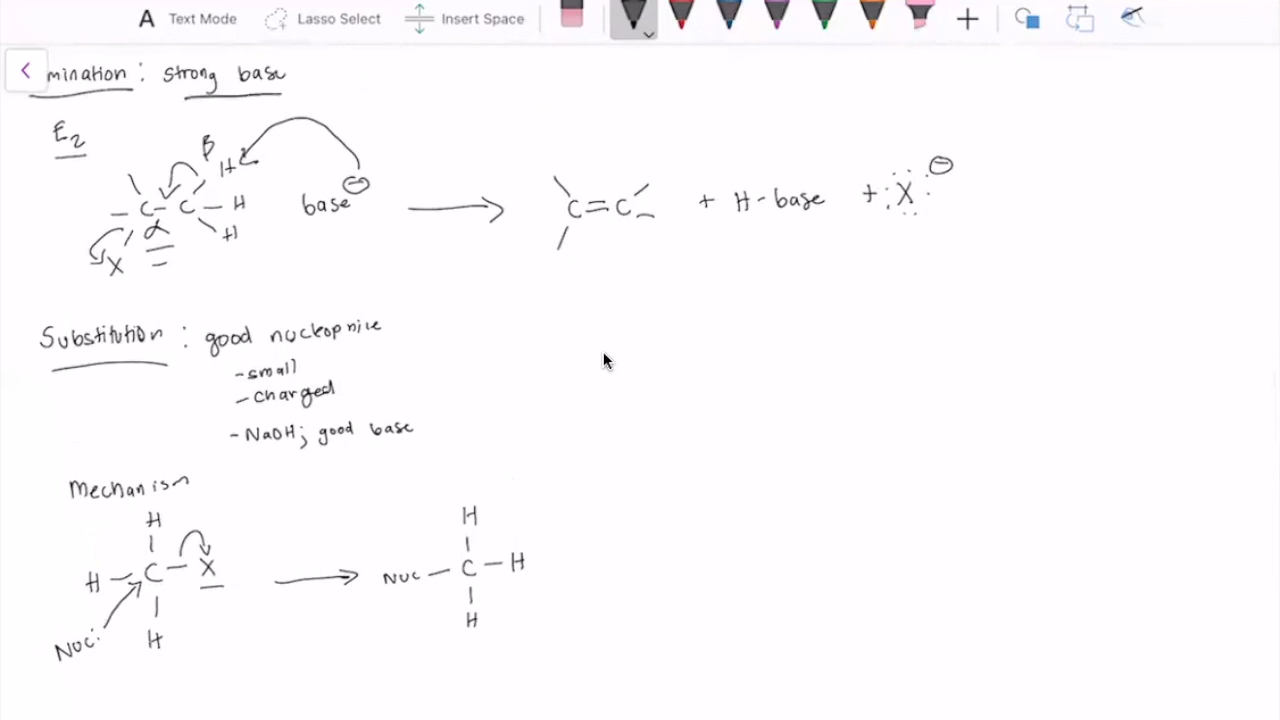 A Text Mode Lasso Select Insert Space
mination: strong base
E2
β
H ⊖
C - C - H base → C=C + H-base + :X: ⊖
α H
X
Substitution: good nucleophile
- small
- charged
- NaOH; good base
Mechanism
H H
H - C - X → Nuc - C - H
Nuc: H H